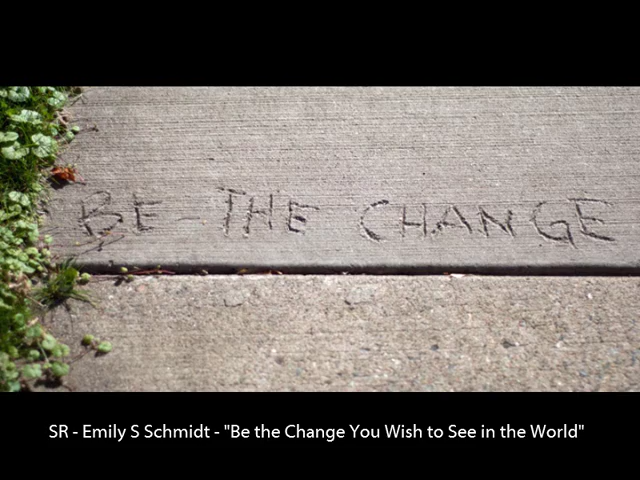 BE - THE CHANGE
SR - Emily S Schmidt - "Be the Change You Wish to See in the World"